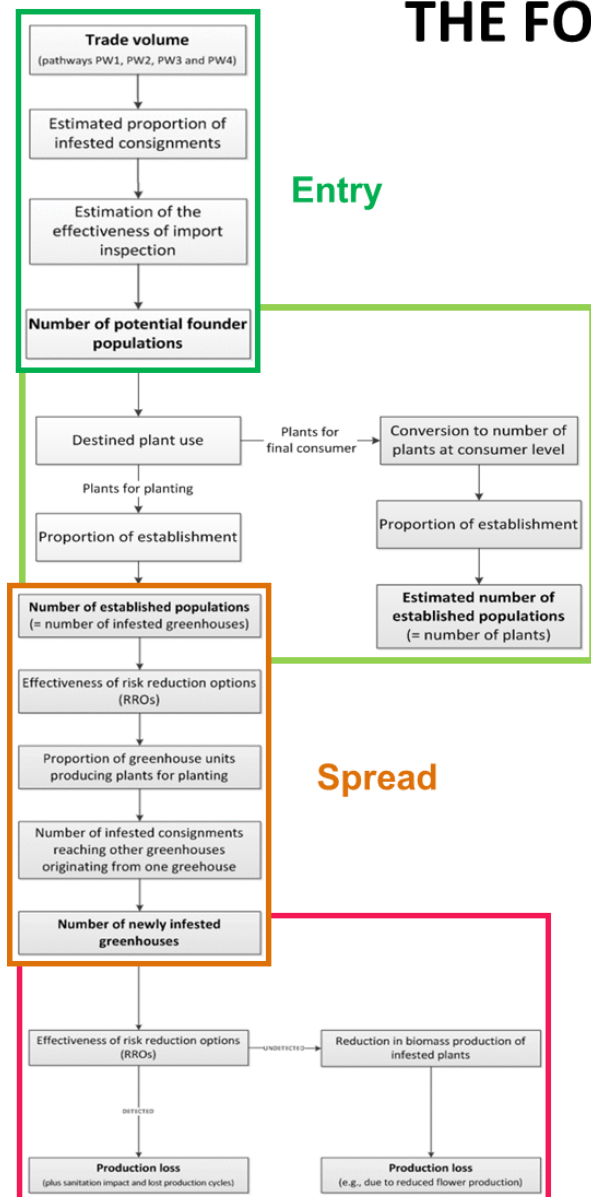 THE FO
Trade volume
(pathways PW1, PW2, PW3 and PW4)
Estimated proportion of
infested consignments
Entry
Estimation of the
effectiveness of import
inspection
Number of potential founder
populations
Destined plant use
Plants for
final consumer
Conversion to number of
plants at consumer level
Plants for planting
Proportion of establishment
Proportion of establishment
Number of established populations
(= number of infested greenhouses)
Estimated number of
established populations
(= number of plants)
Effectiveness of risk reduction options
(RROs)
Proportion of greenhouse units
producing plants for planting
Spread
Number of infested consignments
reaching other greenhouses
originating from one greehouse
Number of newly infested
greenhouses
Effectiveness of risk reduction options
(RROs)
UNDETECTED
Reduction in biomass production of
infested plants
DETECTED
Production loss
(plus sanitation impact and lost production cycles)
Production loss
(e.g., due to reduced flower production)